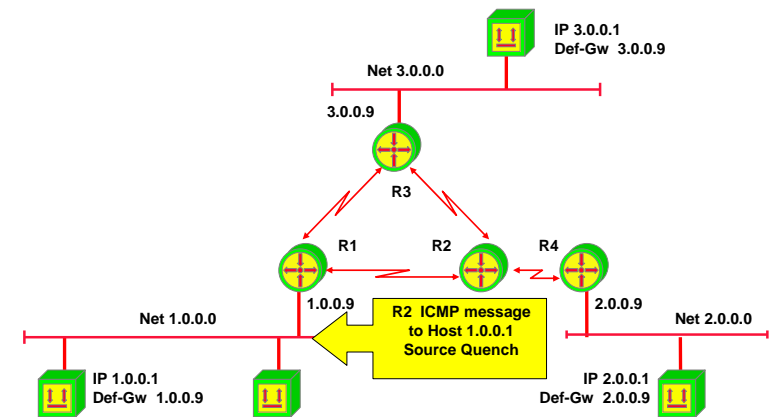 IP 3.0.0.1
Def-Gw 3.0.0.9
Net 3.0.0.0
3.0.0.9
R3
R1
R2
R4
1.0.0.9
R2 ICMP message
to Host 1.0.0.1
Source Quench
2.0.0.9
Net 1.0.0.0
Net 2.0.0.0
IP 1.0.0.1
Def-Gw 1.0.0.9
IP 2.0.0.1
Def-Gw 2.0.0.9